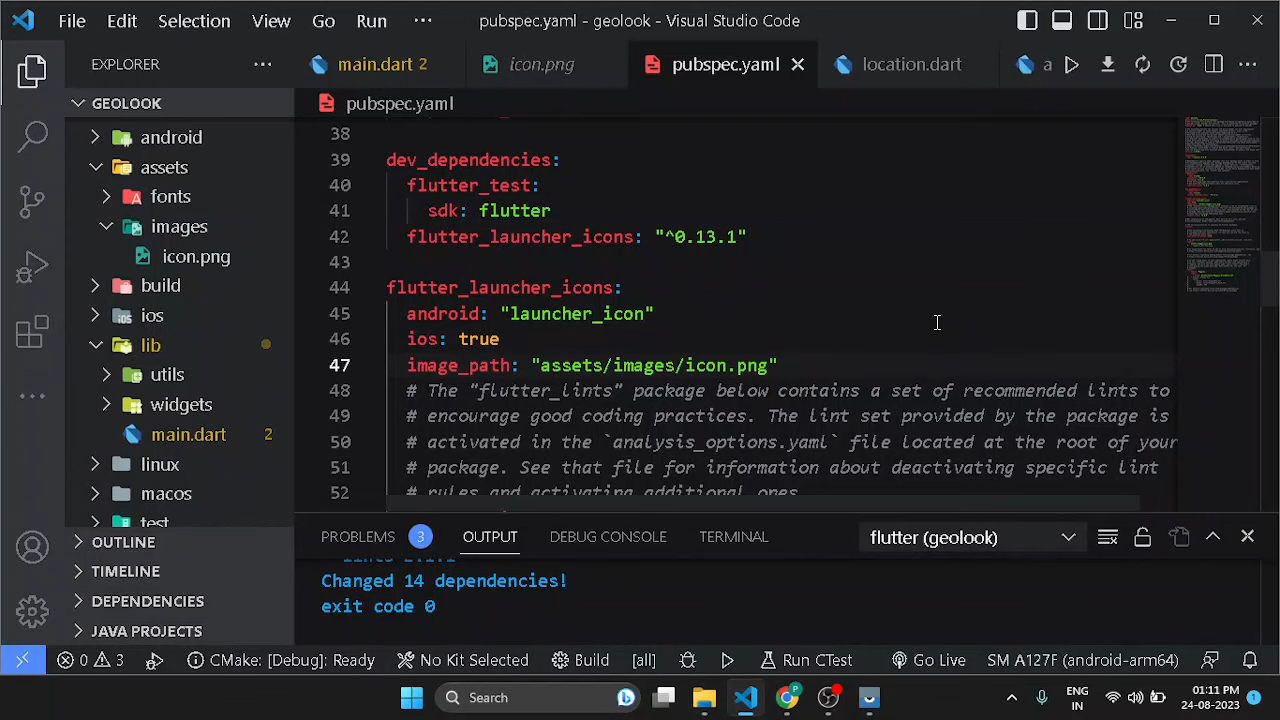 File Edit Selection View Go Run ... pubspec.yaml - geolook - Visual Studio Code
EXPLORER ...
main.dart 2 icon.png pubspec.yaml location.dart a
GEOLOOK
pubspec.yaml
android
assets
fonts
images
icon.png
build
ios
lib
utils
widgets
main.dart 2
linux
macos
test
OUTLINE
TIMELINE
DEPENDENCIES
JAVA PROJECTS
38
39 dev_dependencies:
40 flutter_test:
41 sdk: flutter
42 flutter_launcher_icons: "^0.13.1"
43
44 flutter_launcher_icons:
45 android: "launcher_icon"
46 ios: true
47 image_path: "assets/images/icon.png"
48 # The "flutter_lints" package below contains a set of recommended lints to
49 # encourage good coding practices. The lint set provided by the package is
50 # activated in the `analysis_options.yaml` file located at the root of your
51 # package. See that file for information about deactivating specific lint
52 # rules and activating additional ones
PROBLEMS 3 OUTPUT DEBUG CONSOLE TERMINAL flutter (geolook)
Changed 14 dependencies!
exit code 0
0 3 CMake: [Debug]: Ready No Kit Selected Build [all] Run CTest Go Live SM A127F (android-arm64)
Search
ENG
IN
01:11 PM
24-08-2023
1